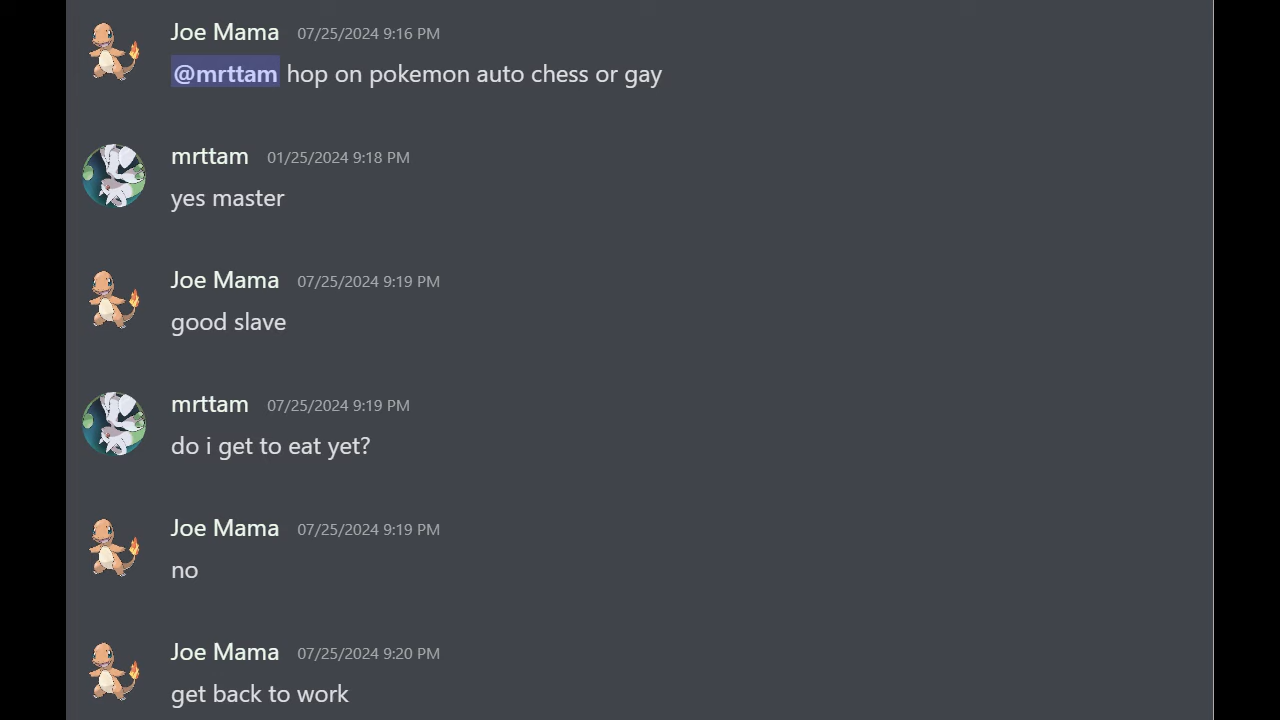 Joe Mama 07/25/2024 9:16 PM
@mrttam hop on pokemon auto chess or gay
mrttam 01/25/2024 9:18 PM
yes master
Joe Mama 07/25/2024 9:19 PM
good slave
mrttam 07/25/2024 9:19 PM
do i get to eat yet?
Joe Mama 07/25/2024 9:19 PM
no
Joe Mama 07/25/2024 9:20 PM
get back to work